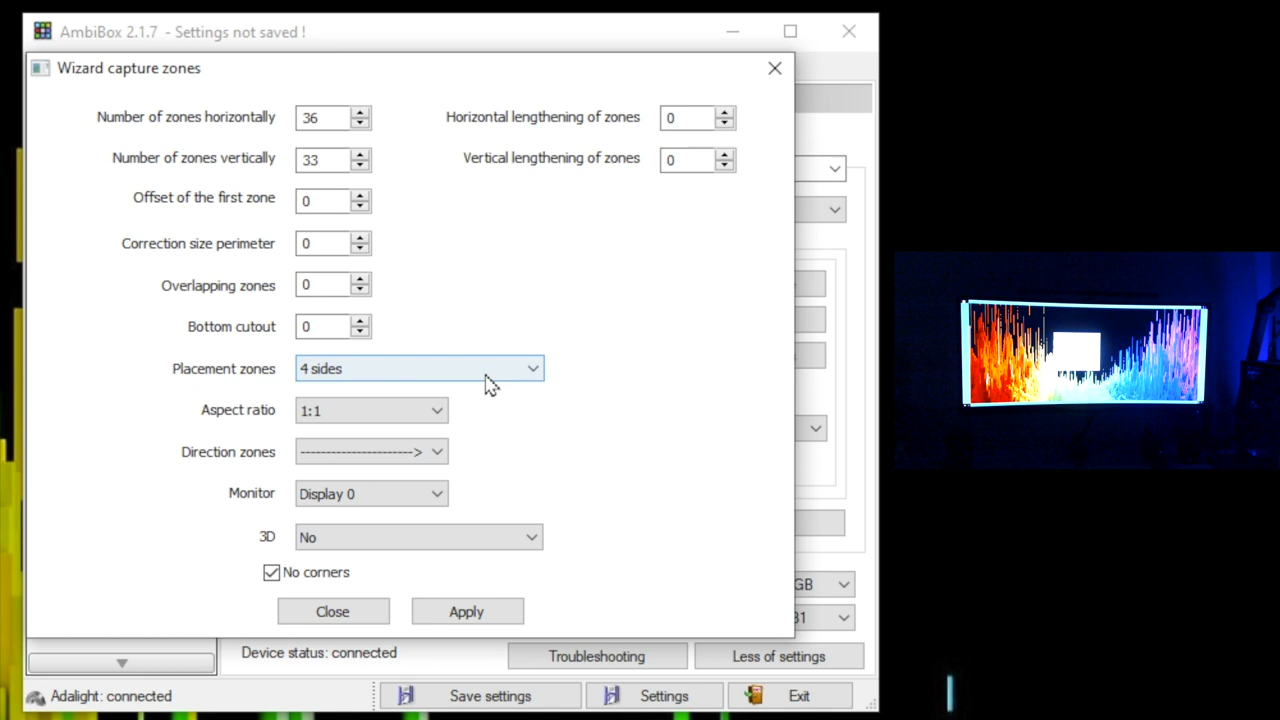 AmbiBox 2.1.7 - Settings not saved !
Wizard capture zones
Number of zones horizontally 36 Horizontal lengthening of zones 0
Number of zones vertically 33 Vertical lengthening of zones 0
Offset of the first zone 0
Correction size perimeter 0
Overlapping zones 0
Bottom cutout 0
Placement zones 4 sides
Aspect ratio 1:1
Direction zones ---------------------->
Monitor Display 0
3D No
No corners
GB
Close Apply
31
Device status: connected Troubleshooting Less of settings
Adalight: connected Save settings Settings Exit